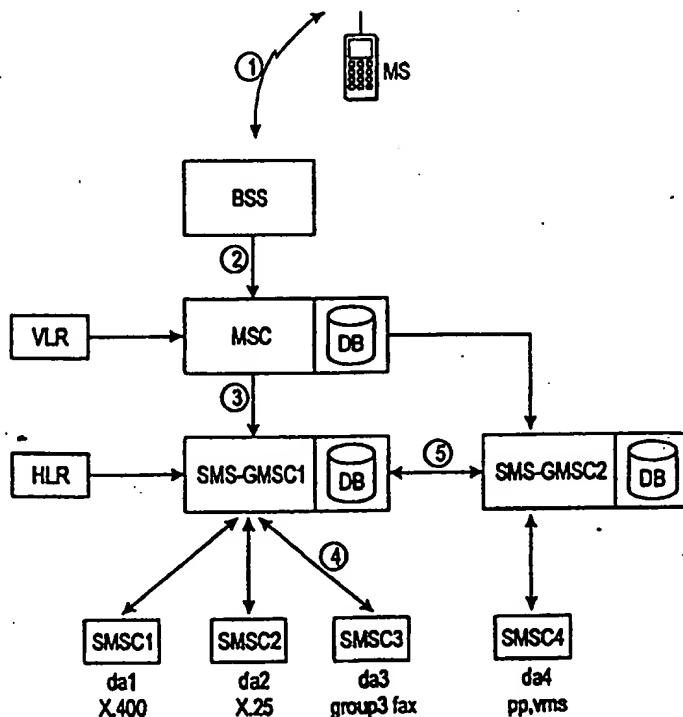 1
MS
BSS
2
VLR
MSC
DB
3
HLR
SMS-GMSC1
DB
5
SMS-GMSC2
DB
4
SMSC1
SMSC2
SMSC3
SMSC4
da1
da2
da3
da4
X.400
X.25
group3 fax
pp,vms